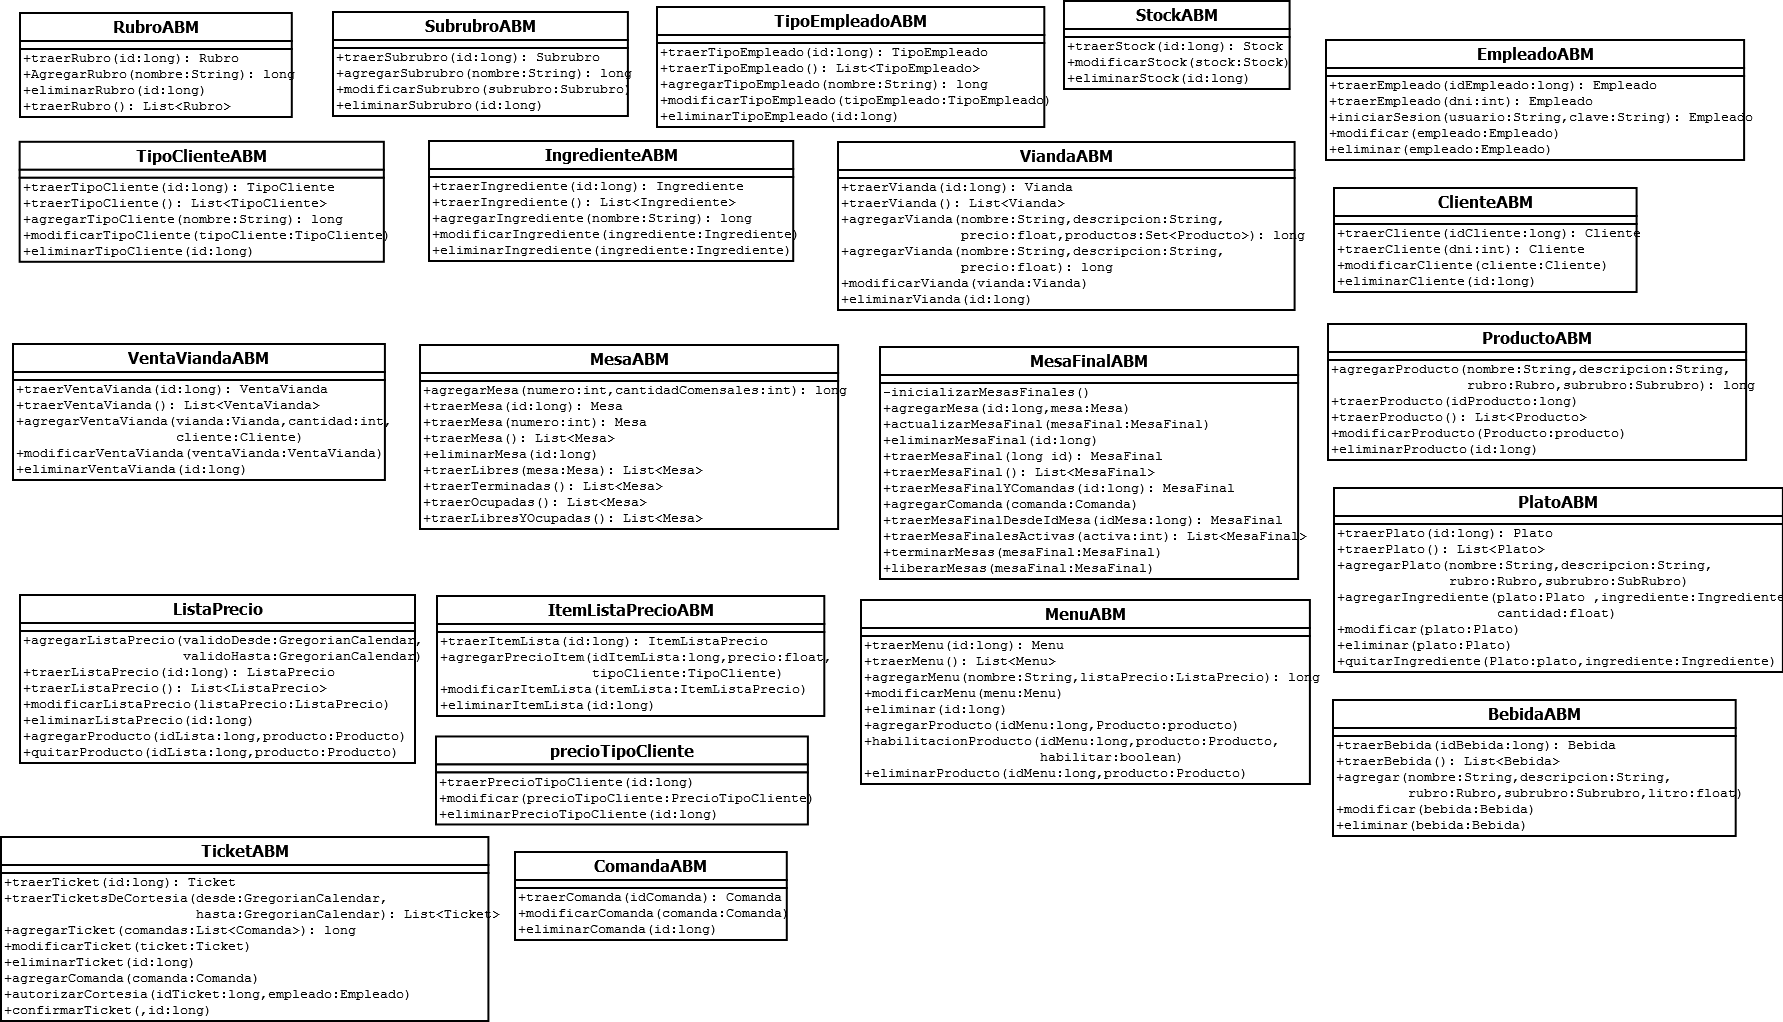 RubroABM
+traerRubro(id:long): Rubro
+AgregarRubro(nombre:String): long
+eliminarRubro(id:long)
+traerRubro(): List<Rubro>
SubrubroABM
+traerSubrubro(id:long): Subrubro
+agregarSubrubro(nombre:String): long
+modificarSubrubro(subrubro:Subrubro)
+eliminarSubrubro(id:long)
TipoEmpleadoABM
+traerTipoEmpleado(id:long): TipoEmpleado
+traerTipoEmpleado(): List<TipoEmpleado>
+agregarTipoEmpleado(nombre:String): long
+modificarTipoEmpleado(tipoEmpleado:TipoEmpleado)
+eliminarTipoEmpleado(id:long)
StockABM
+traerStock(id:long): Stock
+modificarStock(stock:Stock)
+eliminarStock(id:long)
EmpleadoABM
+traerEmpleado(idEmpleado:long): Empleado
+traerEmpleado(dni:int): Empleado
+iniciarSesion(usuario:String,clave:String): Empleado
+modificar(empleado:Empleado)
+eliminar(empleado:Empleado)
TipoClienteABM
+traerTipoCliente(id:long): TipoCliente
+traerTipoCliente(): List<TipoCliente>
+agregarTipoCliente(nombre:String): long
+modificarTipoCliente(tipoCliente:TipoCliente)
+eliminarTipoCliente(id:long)
IngredienteABM
+traerIngrediente(id:long): Ingrediente
+traerIngrediente(): List<Ingrediente>
+agregarIngrediente(nombre:String): long
+modificarIngrediente(ingrediente:Ingrediente)
+eliminarIngrediente(ingrediente:Ingrediente)
ViandaABM
+traerVianda(id:long): Vianda
+traerVianda(): List<Vianda>
+agregarVianda(nombre:String,descripcion:String,
precio:float,productos:Set<Producto>): long
+agregarVianda(nombre:String,descripcion:String,
precio:float): long
+modificarVianda(vianda:Vianda)
+eliminarVianda(id:long)
ClienteABM
+traerCliente(idCliente:long): Cliente
+traerCliente(dni:int): Cliente
+modificarCliente(cliente:Cliente)
+eliminarCliente(id:long)
VentaViandaABM
+traerVentaVianda(id:long): VentaVianda
+traerVentaVianda(): List<VentaVianda>
+agregarVentaVianda(vianda:Vianda,cantidad:int,
cliente:Cliente)
+modificarVentaVianda(ventaVianda:VentaVianda)
+eliminarVentaVianda(id:long)
MesaABM
+agregarMesa(numero:int,cantidadComensales:int): long
+traerMesa(id:long): Mesa
+traerMesa(numero:int): Mesa
+traerMesa(): List<Mesa>
+eliminarMesa(id:long)
+traerLibres(mesa:Mesa): List<Mesa>
+traerTerminadas(): List<Mesa>
+traerOcupadas(): List<Mesa>
+traerLibresYOcupadas(): List<Mesa>
MesaFinalABM
-inicializarMesasFinales()
+agregarMesa(id:long,mesa:Mesa)
+actualizarMesaFinal(mesaFinal:MesaFinal)
+eliminarMesaFinal(id:long)
+traerMesaFinal(long id): MesaFinal
+traerMesaFinal(): List<MesaFinal>
+traerMesaFinalYComandas(id:long): MesaFinal
+agregarComanda(comanda:Comanda)
+traerMesaFinalDesdeIdMesa(idMesa:long): MesaFinal
+traerMesaFinalesActivas(activa:int): List<MesaFinal>
+terminarMesas(mesaFinal:MesaFinal)
+liberarMesas(mesaFinal:MesaFinal)
ProductoABM
+agregarProducto(nombre:String,descripcion:String,
rubro:Rubro,subrubro:Subrubro): long
+traerProducto(idProducto:long)
+traerProducto(): List<Producto>
+modificarProducto(Producto:producto)
+eliminarProducto(id:long)
PlatoABM
+traerPlato(id:long): Plato
+traerPlato(): List<Plato>
+agregarPlato(nombre:String,descripcion:String,
rubro:Rubro,subrubro:SubRubro)
+agregarIngrediente(plato:Plato ,ingrediente:Ingrediente
cantidad:float)
+modificar(plato:Plato)
+eliminar(plato:Plato)
+quitarIngrediente(Plato:plato,ingrediente:Ingrediente)
ListaPrecio
+agregarListaPrecio(validoDesde:GregorianCalendar,
validoHasta:GregorianCalendar)
+traerListaPrecio(id:long): ListaPrecio
+traerListaPrecio(): List<ListaPrecio>
+modificarListaPrecio(listaPrecio:ListaPrecio)
+eliminarListaPrecio(id:long)
+agregarProducto(idLista:long,producto:Producto)
+quitarProducto(idLista:long,producto:Producto)
ItemListaPrecioABM
+traerItemLista(id:long): ItemListaPrecio
+agregarPrecioItem(idItemLista:long,precio:float,
tipoCliente:TipoCliente)
+modificarItemLista(itemLista:ItemListaPrecio)
+eliminarItemLista(id:long)
MenuABM
+traerMenu(id:long): Menu
+traerMenu(): List<Menu>
+agregarMenu(nombre:String,listaPrecio:ListaPrecio): long
+modificarMenu(menu:Menu)
+eliminar(id:long)
+agregarProducto(idMenu:long,Producto:producto)
+habilitacionProducto(idMenu:long,producto:Producto,
habilitar:boolean)
+eliminarProducto(idMenu:long,producto:Producto)
precioTipoCliente
+traerPrecioTipoCliente(id:long)
+modificar(precioTipoCliente:PrecioTipoCliente)
+eliminarPrecioTipoCliente(id:long)
BebidaABM
+traerBebida(idBebida:long): Bebida
+traerBebida(): List<Bebida>
+agregar(nombre:String,descripcion:String,
rubro:Rubro,subrubro:Subrubro,litro:float)
+modificar(bebida:Bebida)
+eliminar(bebida:Bebida)
TicketABM
+traerTicket(id:long): Ticket
+traerTicketsDeCortesia(desde:GregorianCalendar,
hasta:GregorianCalendar): List<Ticket>
+agregarTicket(comandas:List<Comanda>): long
+modificarTicket(ticket:Ticket)
+eliminarTicket(id:long)
+agregarComanda(comanda:Comanda)
+autorizarCortesia(idTicket:long,empleado:Empleado)
+confirmarTicket(,id:long)
ComandaABM
+traerComanda(idComanda): Comanda
+modificarComanda(comanda:Comanda)
+eliminarComanda(id:long)